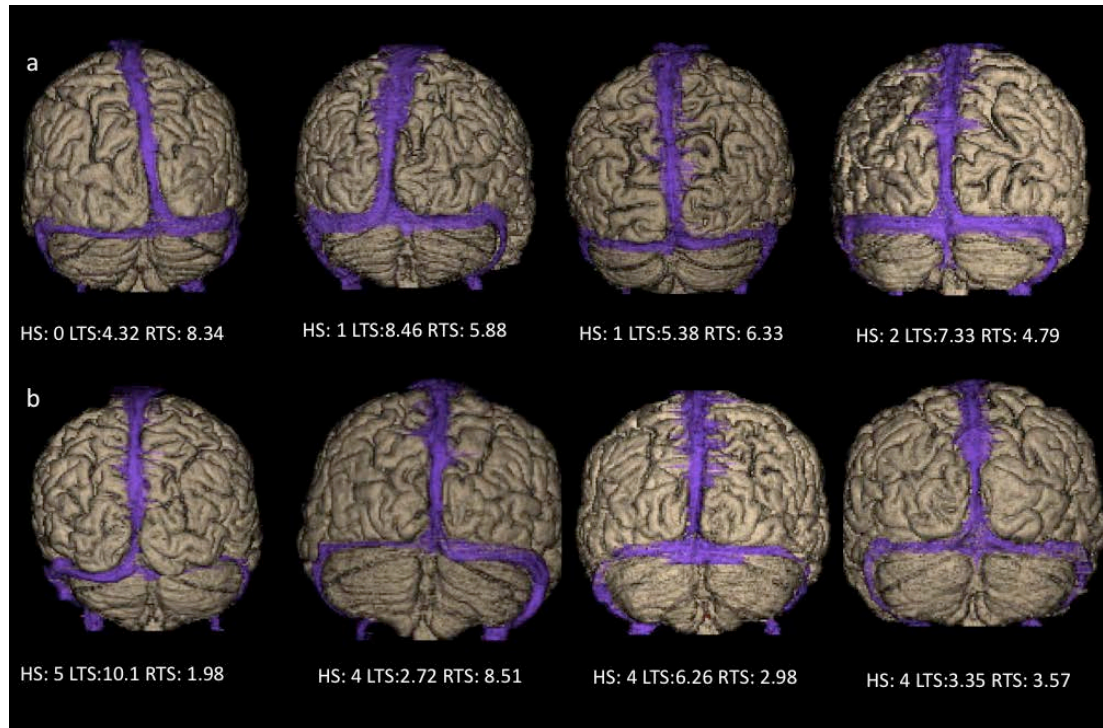 a
HS: 0 LTS:4.32 RTS: 8.34
HS: 1 LTS:8.46 RTS: 5.88
HS: 1 LTS:5.38 RTS: 6.33
HS: 2 LTS:7.33 RTS: 4.79
b
HS: 5 LTS:10.1 RTS: 1.98
HS: 4 LTS:2.72 RTS: 8.51
HS: 4 LTS:6.26 RTS: 2.98
HS: 4 LTS:3.35 RTS: 3.57